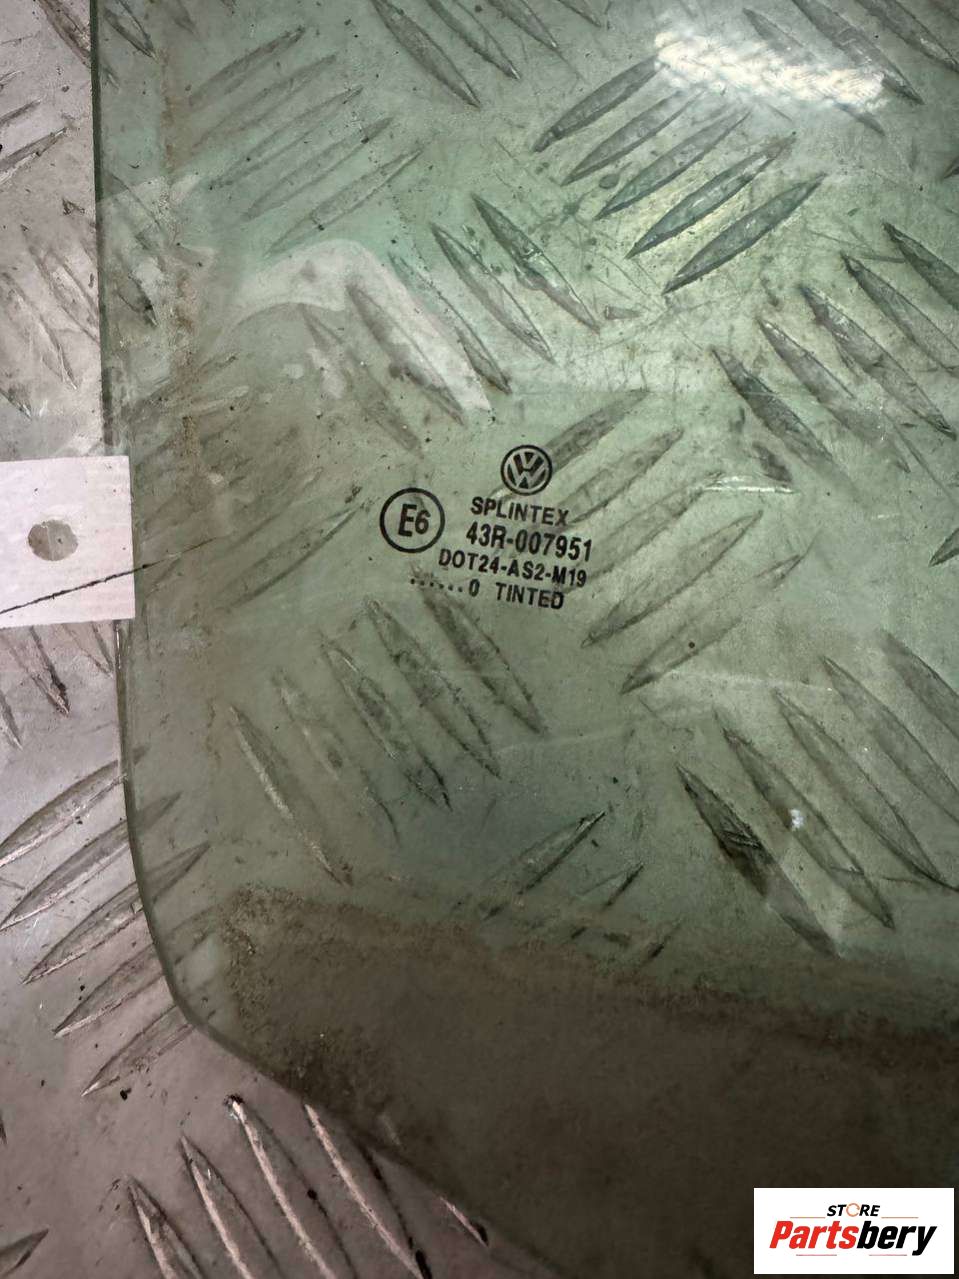 SPLINTEX
E6
43R-007951
DOT24-AS2-M19
......0 TINTED
STORE
Partsbery